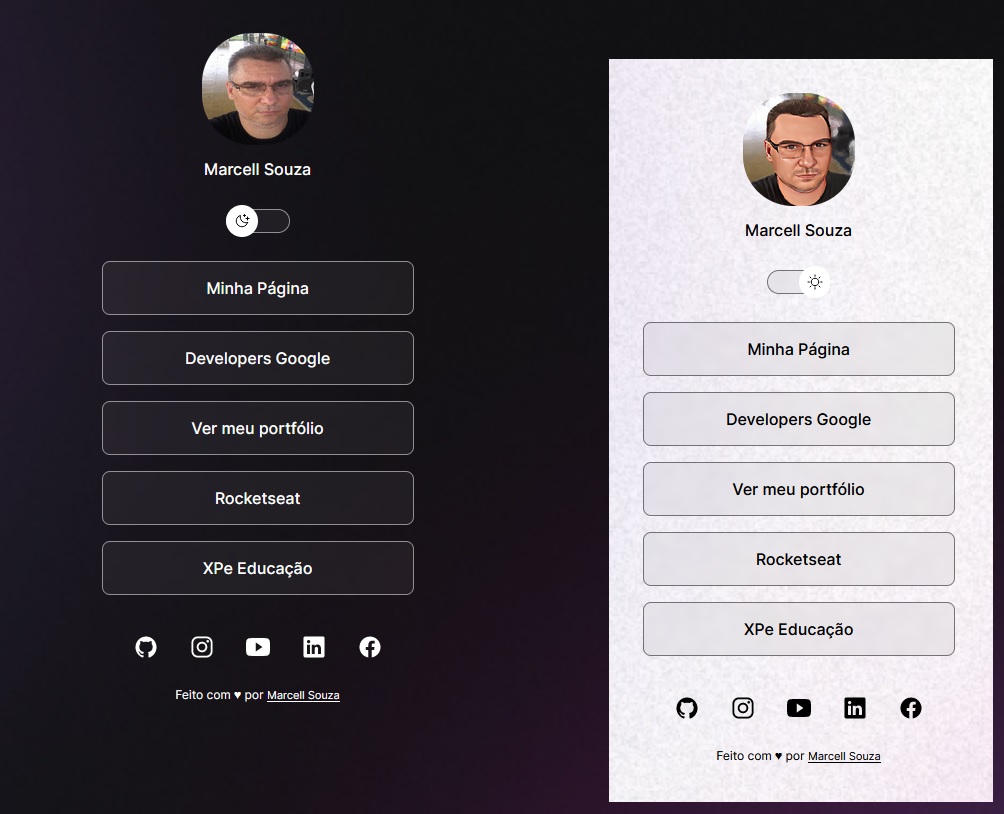 Marcell Souza
Minha Página
Developers Google
Ver meu portfólio
Rocketseat
XPe Educação
Feito com ♥ por Marcell Souza
Marcell Souza
Minha Página
Developers Google
Ver meu portfólio
Rocketseat
XPe Educação
Feito com ♥ por Marcell Souza